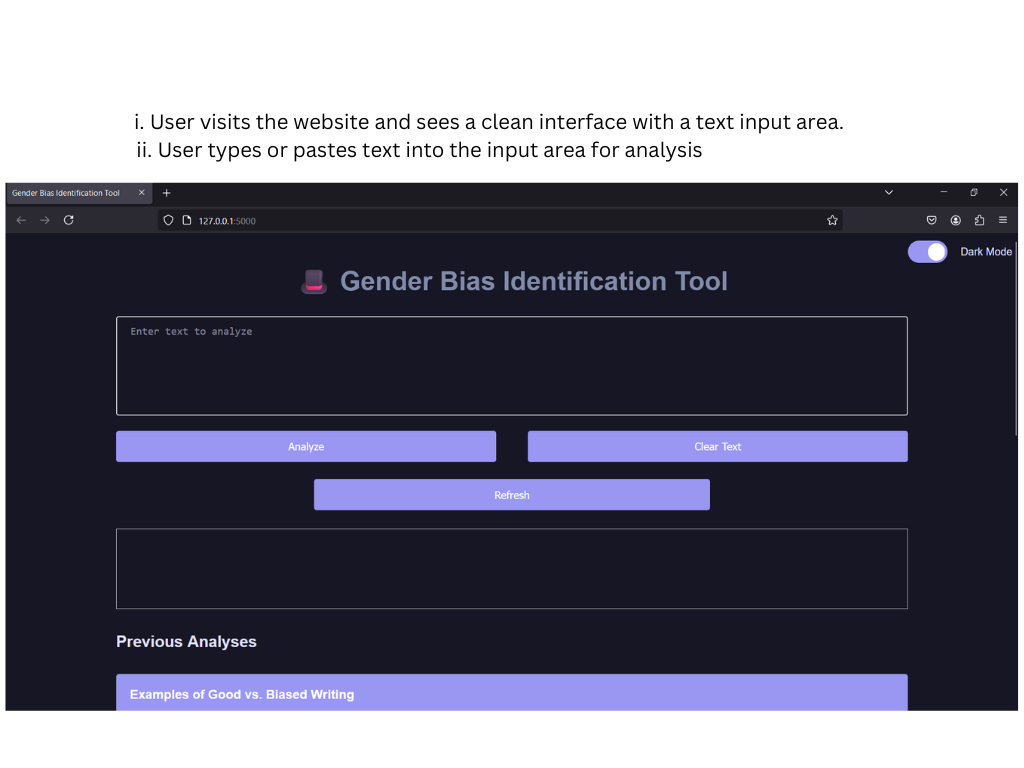 i. User visits the website and sees a clean interface with a text input area.
ii. User types or pastes text into the input area for analysis
Gender Bias Identification Tool
127.0.0.1:5000
Dark Mode
Gender Bias Identification Tool
Enter text to analyze
Analyze
Clear Text
Refresh
Previous Analyses
Examples of Good vs. Biased Writing